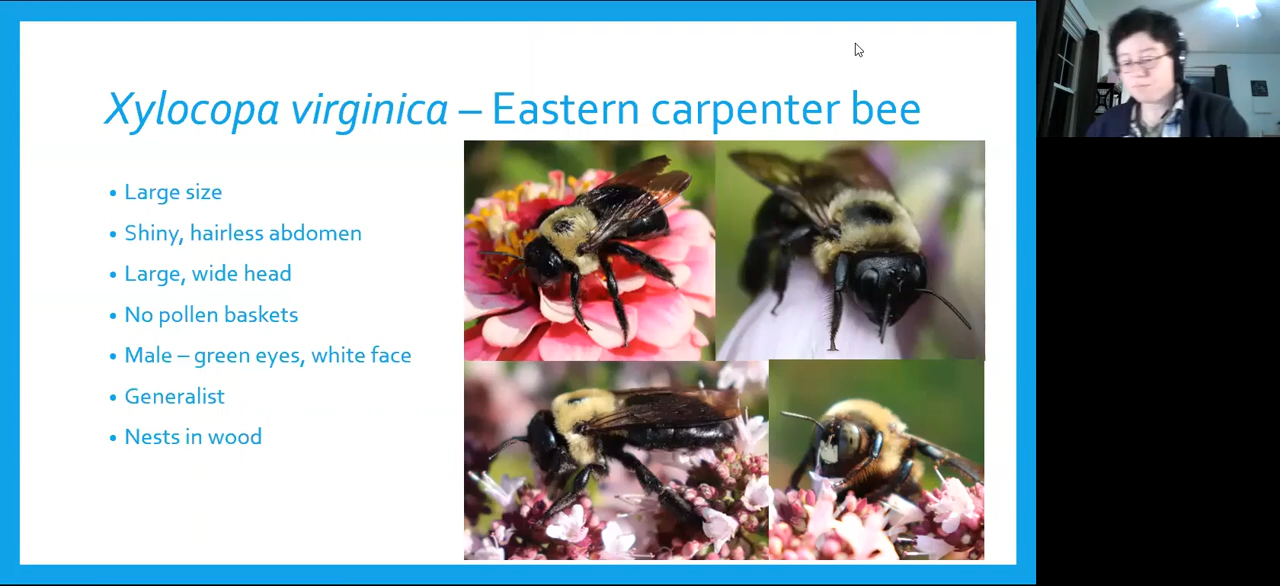 Xylocopa virginica – Eastern carpenter bee
• Large size
• Shiny, hairless abdomen
• Large, wide head
• No pollen baskets
• Male – green eyes, white face
• Generalist
• Nests in wood